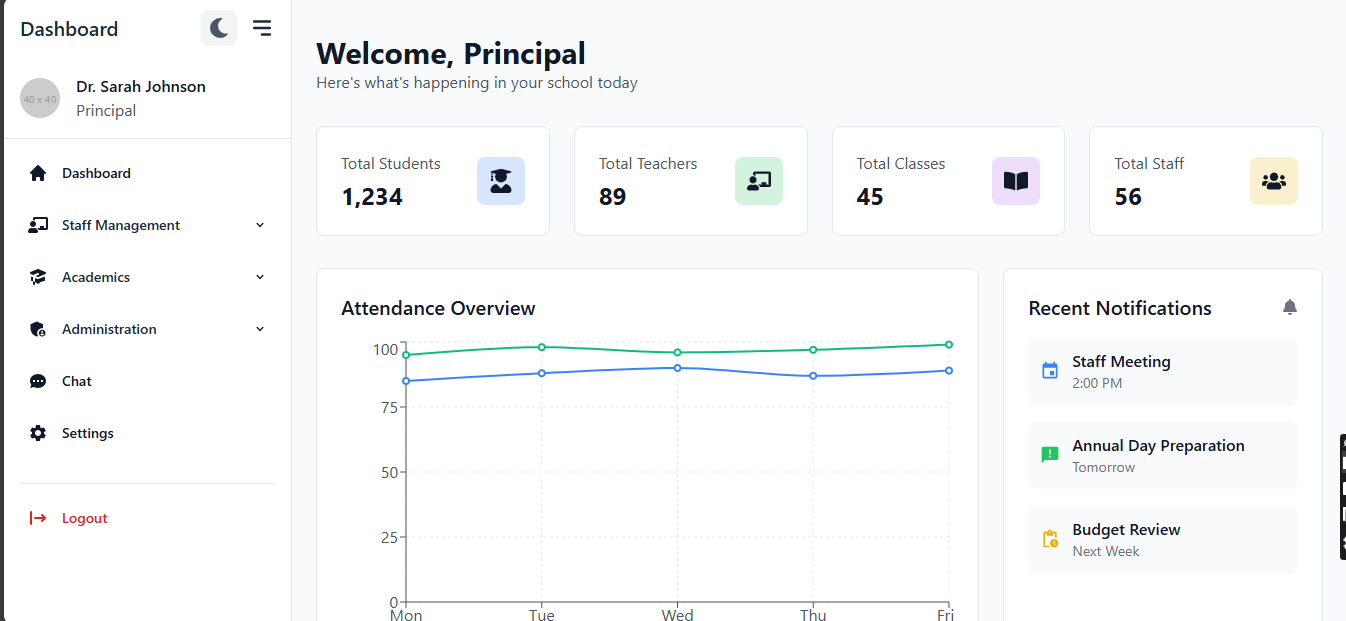 Dashboard
40 x 40
Dr. Sarah Johnson
Principal
Dashboard
Staff Management
Academics
Administration
Chat
Settings
Logout
Welcome, Principal
Here's what's happening in your school today
Total Students
1,234
Total Teachers
89
Total Classes
45
Total Staff
56
Attendance Overview
100
75
50
25
0
Mon Tue Wed Thu Fri
Recent Notifications
Staff Meeting
2:00 PM
Annual Day Preparation
Tomorrow
Budget Review
Next Week